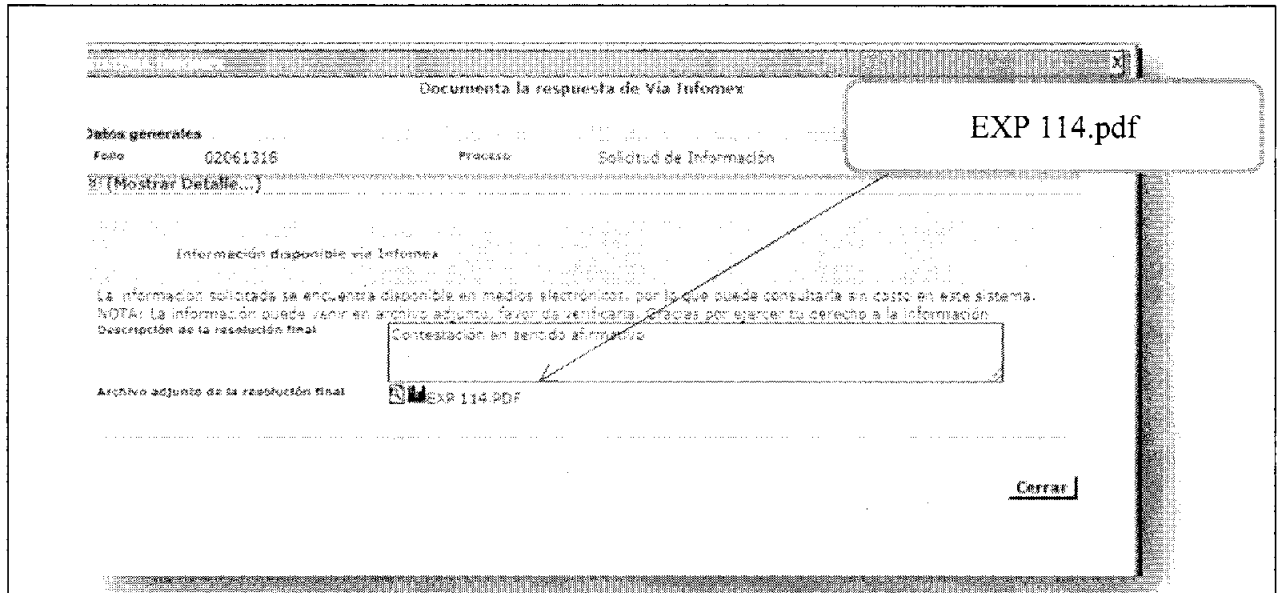 Documenta la respuesta de Vía Infomex
EXP 114.pdf
Datos generales
Folio 02061318 Proceso Solicitud de Información
(Mostrar Detalle...)
Información disponible vía Infomex
La información solicitada se encuentra disponible en medios electrónicos, por lo que puede consultarla sin costo en este sistema.
NOTA: La información puede venir en archivo adjunto, favor de verificarla. Gracias por ejercer tu derecho a la información
Descripción de la resolución final
Contestación en sentido afirmativo
Archivo adjunto de la resolución final
EXP 114.PDF
Cerrar